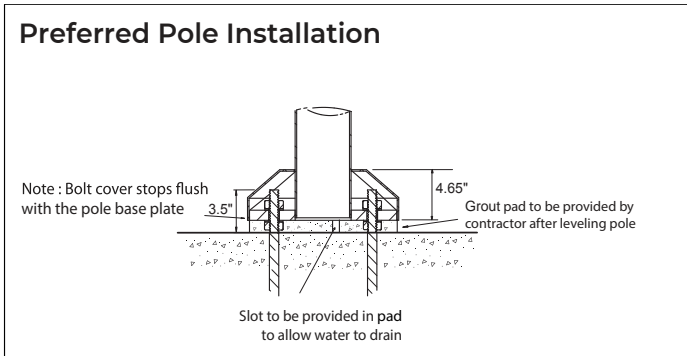 Preferred Pole Installation
Note : Bolt cover stops flush
with the pole base plate
3.5"
4.65"
Grout pad to be provided by
contractor after leveling pole
Slot to be provided in pad
to allow water to drain